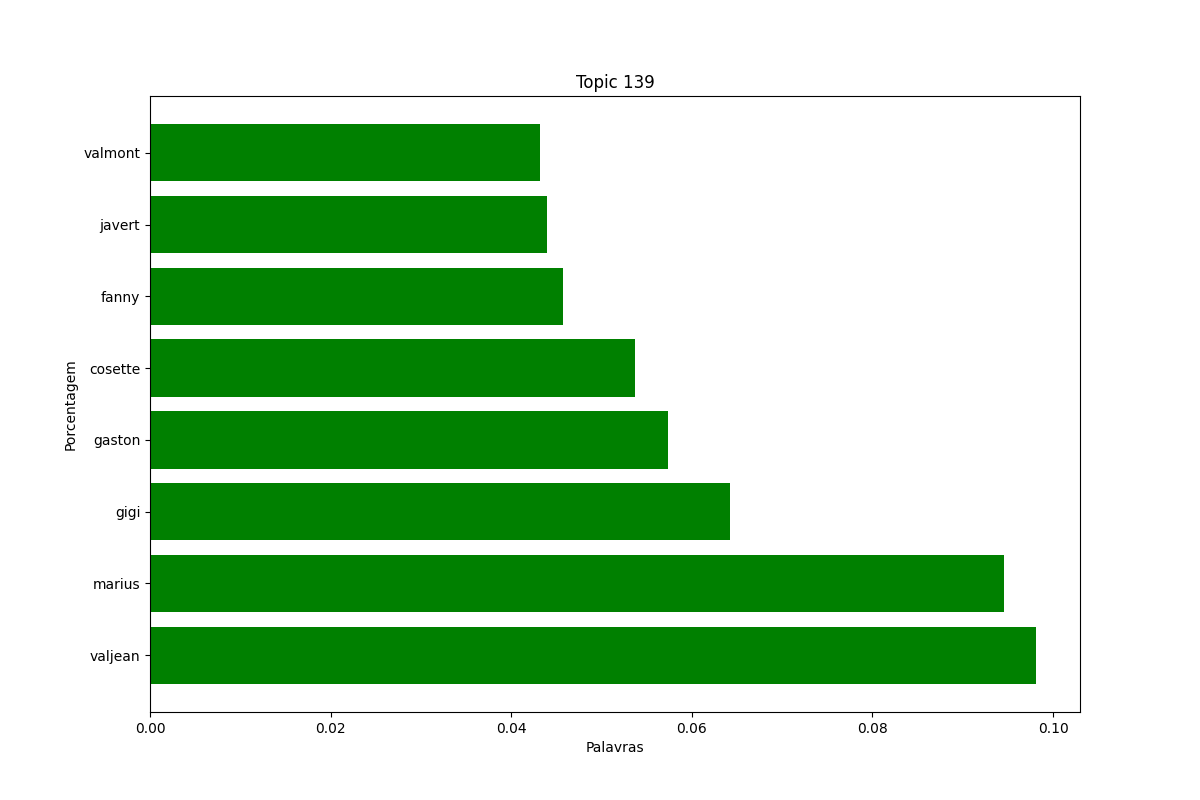 Topic 139
valmont
javert
fanny
cosette
gaston
gigi
marius
valjean
Porcentagem
0.00 0.02 0.04 0.06 0.08 0.10
Palavras